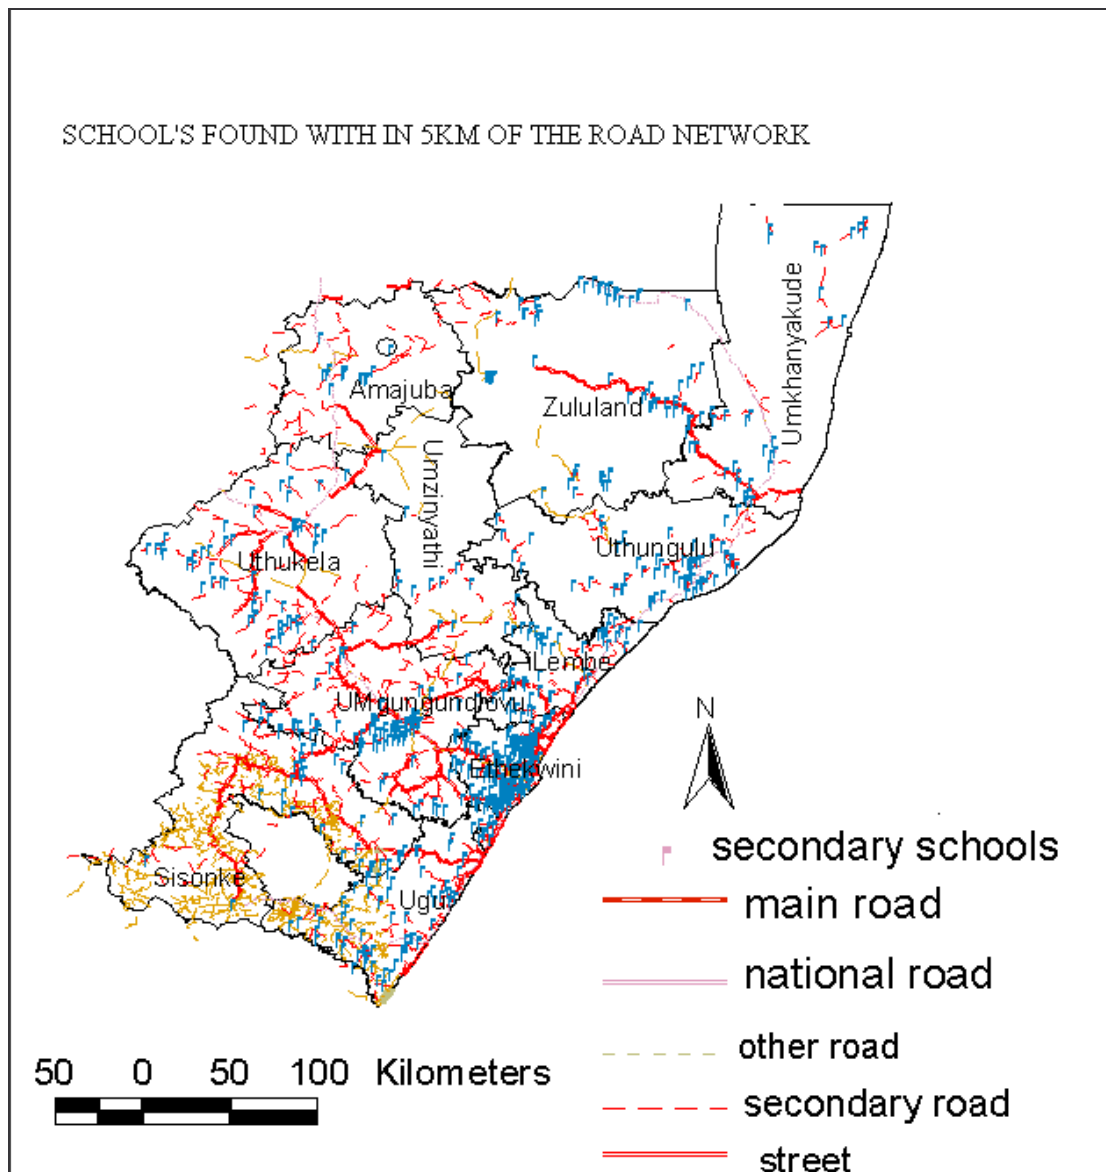 SCHOOL'S FOUND WITH IN 5KM OF THE ROAD NETWORK
Umkhanyakude
Amajuba
Zululand
Umzinyathi
Uthungulu
Uthukela
iLembe
UMgungundlovu
Ethekwini
Sisonke
Ugu
N
secondary schools
main road
national road
other road
secondary road
street
50 0 50 100 Kilometers